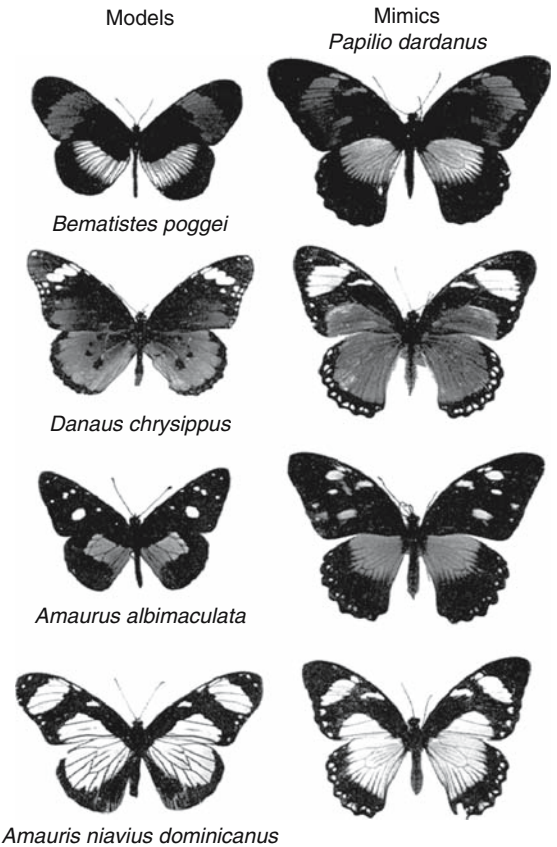 Models
Mimics
Papilio dardanus
Bematistes poggei
Danaus chrysippus
Amaurus albimaculata
Amauris niavius dominicanus